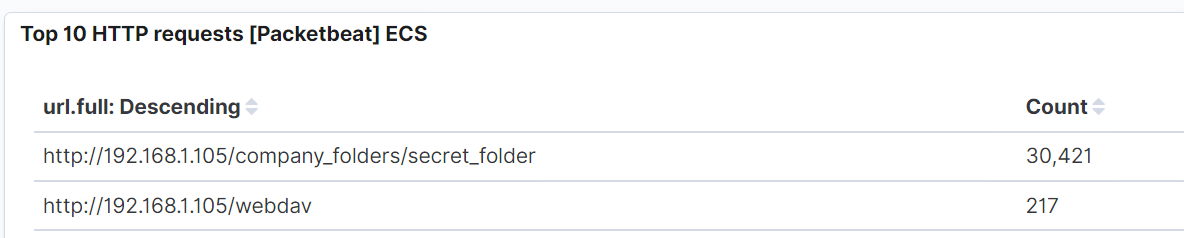 Top 10 HTTP requests [Packetbeat] ECS
url.full: Descending Count
http://192.168.1.105/company_folders/secret_folder 30,421
http://192.168.1.105/webdav 217